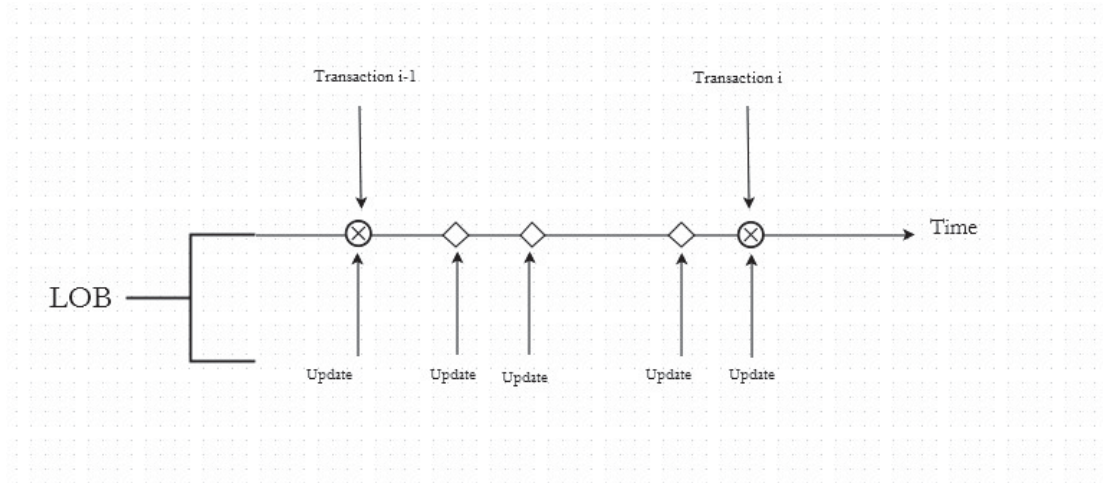 Transaction i-1
Transaction i
Time
LOB
Update
Update
Update
Update
Update